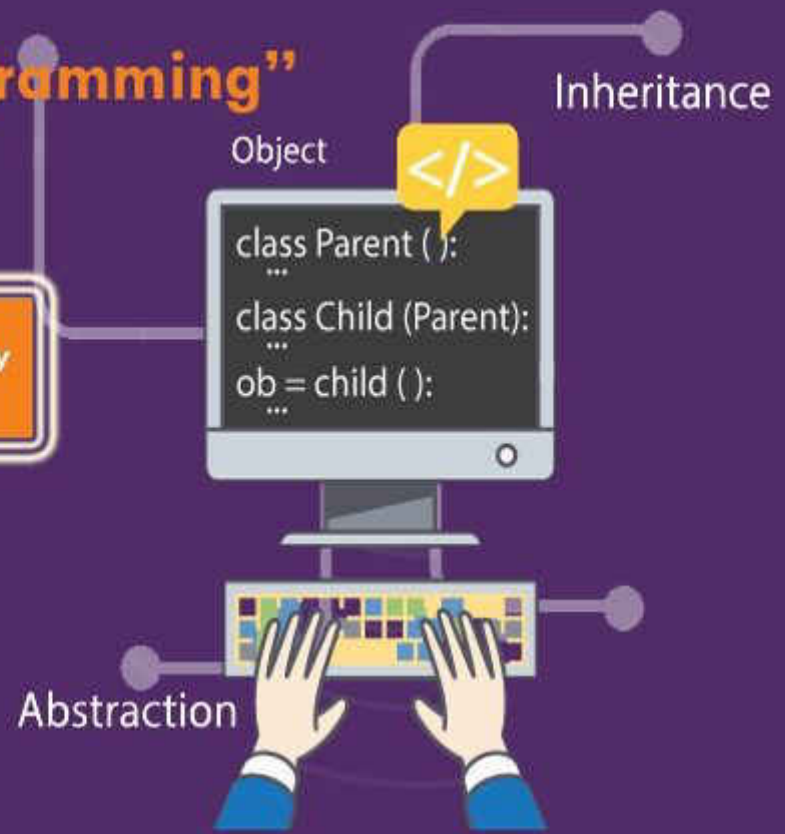 ramming”
Inheritance
Object
</>
class Parent ( ):
...
class Child (Parent):
...
ob = child ( ):
...
y
Abstraction